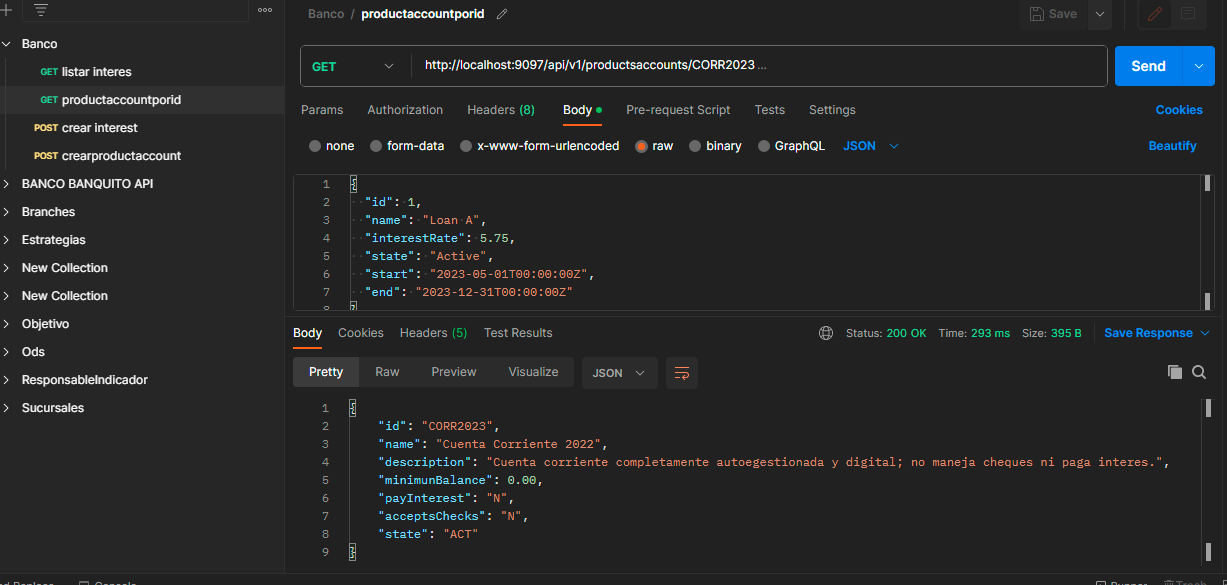 Banco / productaccountporid
Save
Banco
GET listar interes
GET productaccountporid
POST crear interest
POST crearproductaccount
BANCO BANQUITO API
Branches
Estrategias
New Collection
New Collection
Objetivo
Ods
ResponsableIndicador
Sucursales
GET http://localhost:9097/api/v1/productsaccounts/CORR2023 ...
Send
Params Authorization Headers (8) Body Pre-request Script Tests Settings Cookies
none form-data x-www-form-urlencoded raw binary GraphQL JSON Beautify
1 {
2 "id": 1,
3 "name": "Loan A",
4 "interestRate": 5.75,
5 "state": "Active",
6 "start": "2023-05-01T00:00:00Z",
7 "end": "2023-12-31T00:00:00Z"
8 }
Body Cookies Headers (5) Test Results Status: 200 OK Time: 293 ms Size: 395 B Save Response
Pretty Raw Preview Visualize JSON
1 {
2 "id": "CORR2023",
3 "name": "Cuenta Corriente 2022",
4 "description": "Cuenta corriente completamente autoegestionada y digital; no maneja cheques ni paga interes.",
5 "minimunBalance": 0.00,
6 "payInterest": "N",
7 "acceptsChecks": "N",
8 "state": "ACT"
9 }
Console
Runner Trash